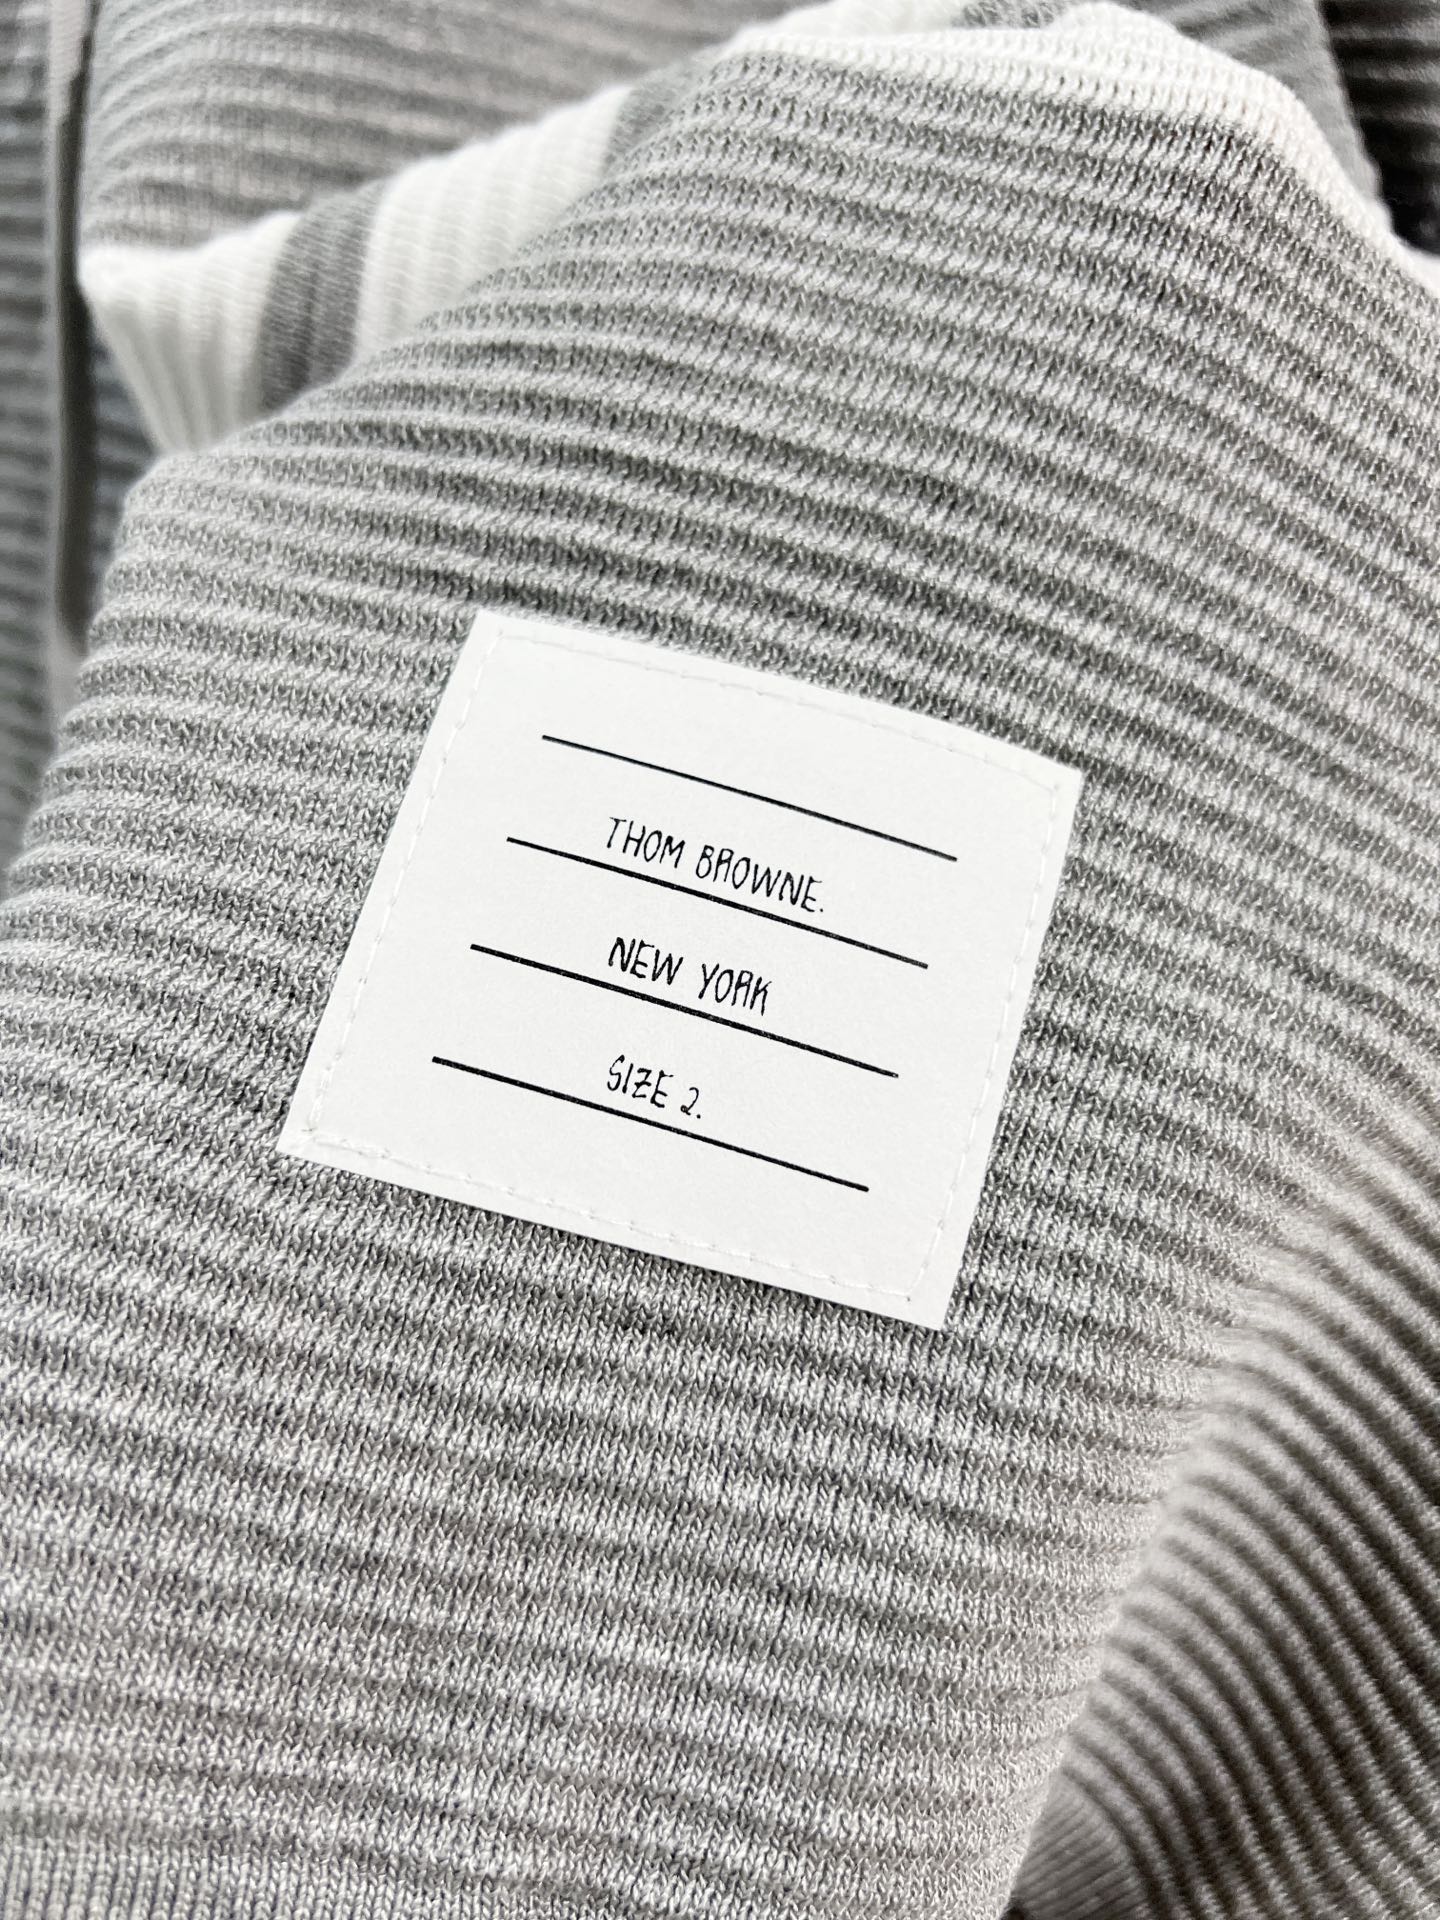 THOM BROWNE.
NEW YORK
SIZE 2.